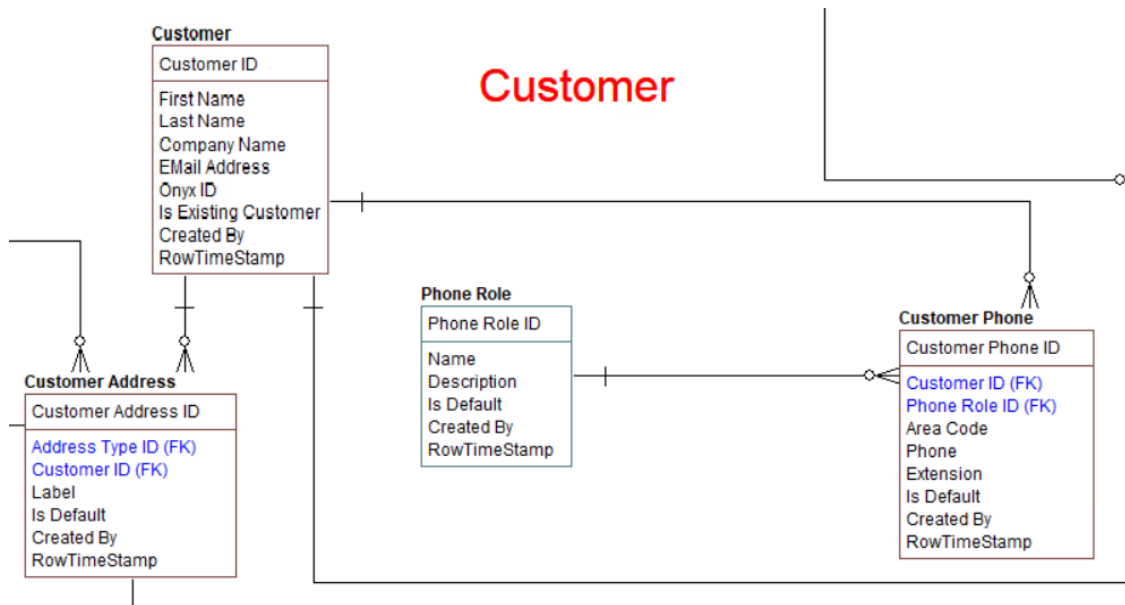 Customer
Customer ID
First Name
Last Name
Company Name
EMail Address
Onyx ID
Is Existing Customer
Created By
RowTimeStamp
Customer
Phone Role
Phone Role ID
Name
Description
Is Default
Created By
RowTimeStamp
Customer Phone
Customer Phone ID
Customer ID (FK)
Phone Role ID (FK)
Area Code
Phone
Extension
Is Default
Created By
RowTimeStamp
Customer Address
Customer Address ID
Address Type ID (FK)
Customer ID (FK)
Label
Is Default
Created By
RowTimeStamp